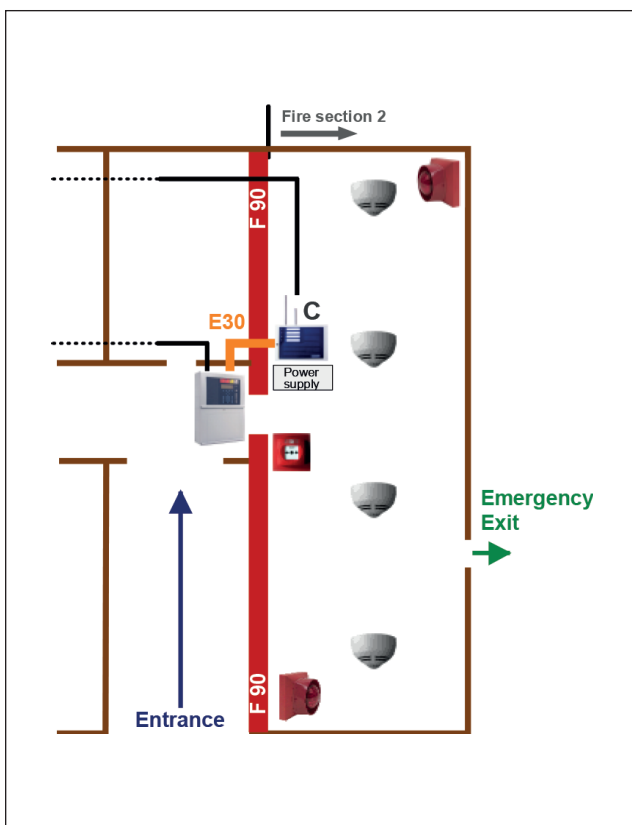 Fire section 2
F 90
C
E30
Power
supply
Emergency
Exit
F 90
Entrance